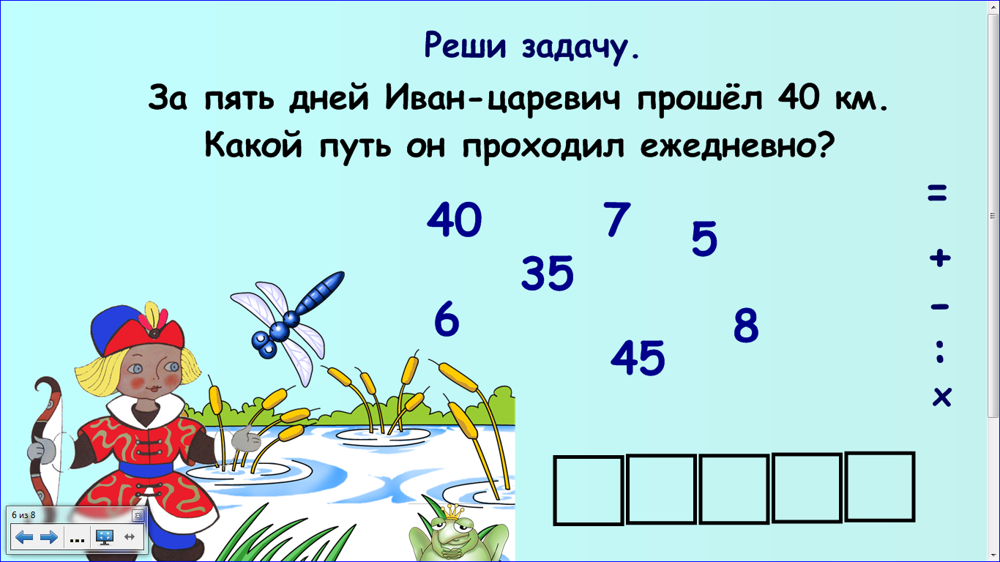 Реши задачу.
За пять дней Иван-царевич прошёл 40 км.
Какой путь он проходил ежедневно?
=
40 7 5
+
35
-
6 8
:
45
х
6 из 8
...